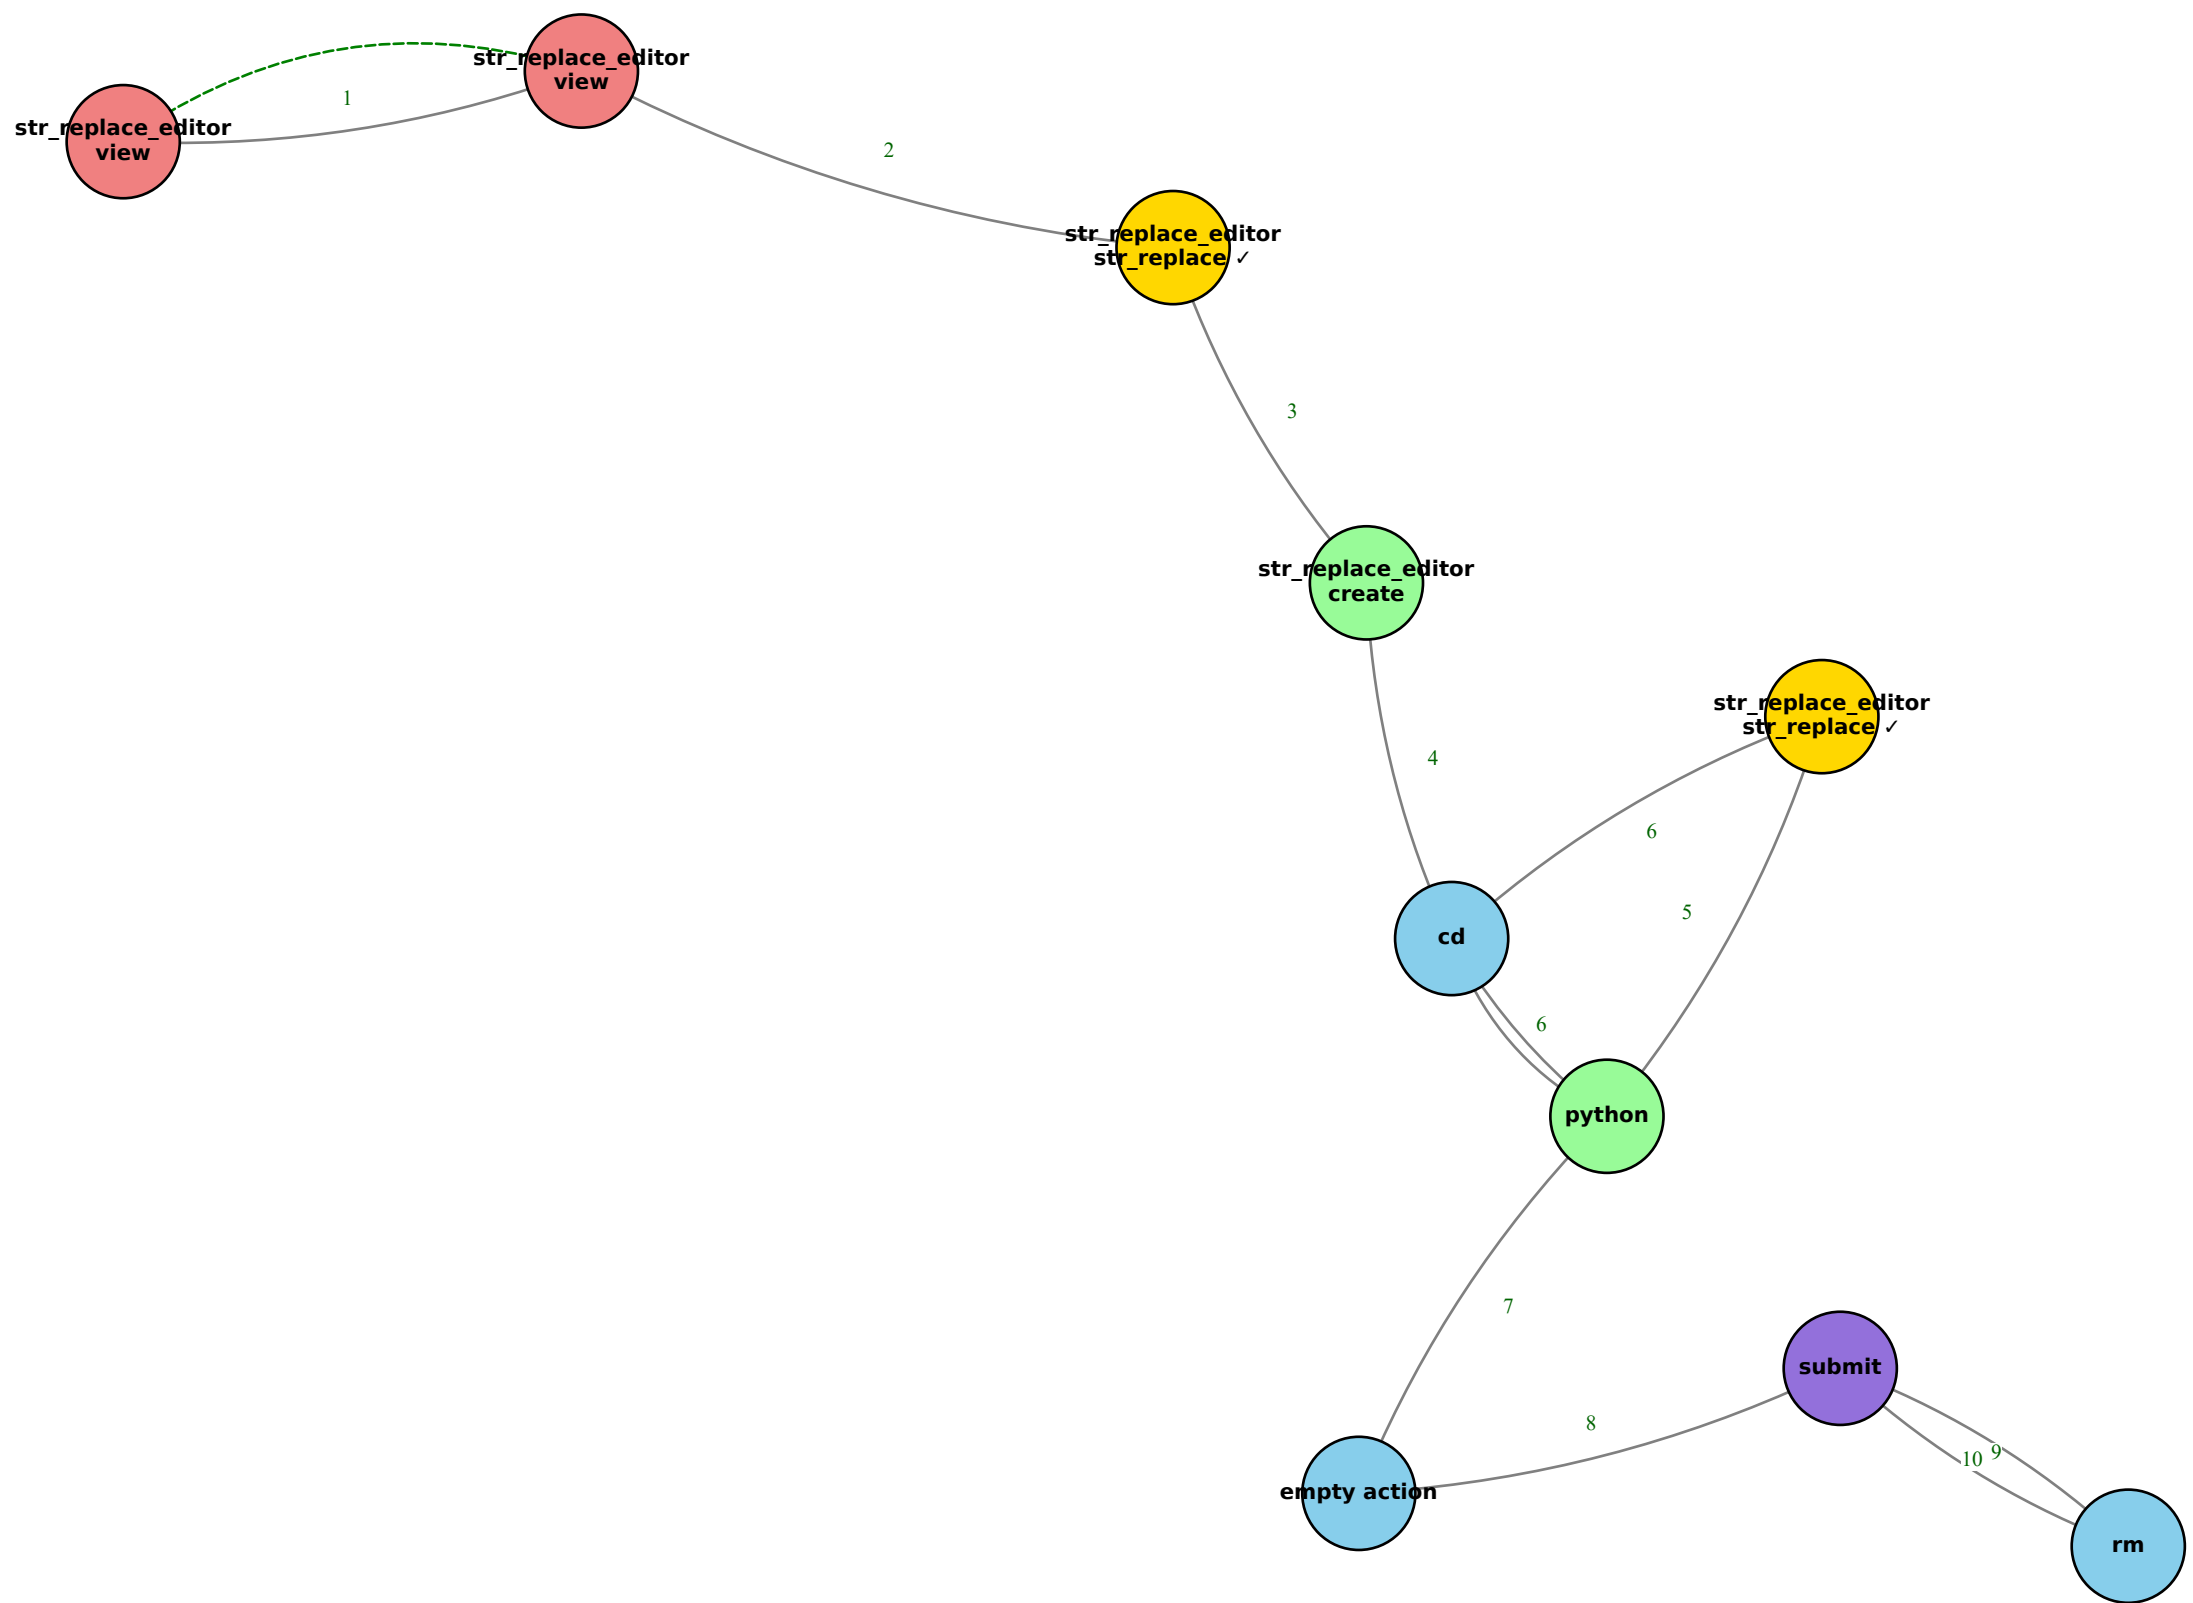 str_replace_editor
view
1
str_replace_editor
view
2
str_replace_editor
str_replace ✓
3
str_replace_editor
create
4
str_replace_editor
str_replace ✓
6
5
cd
6
python
7
submit
8
10
9
empty action
rm